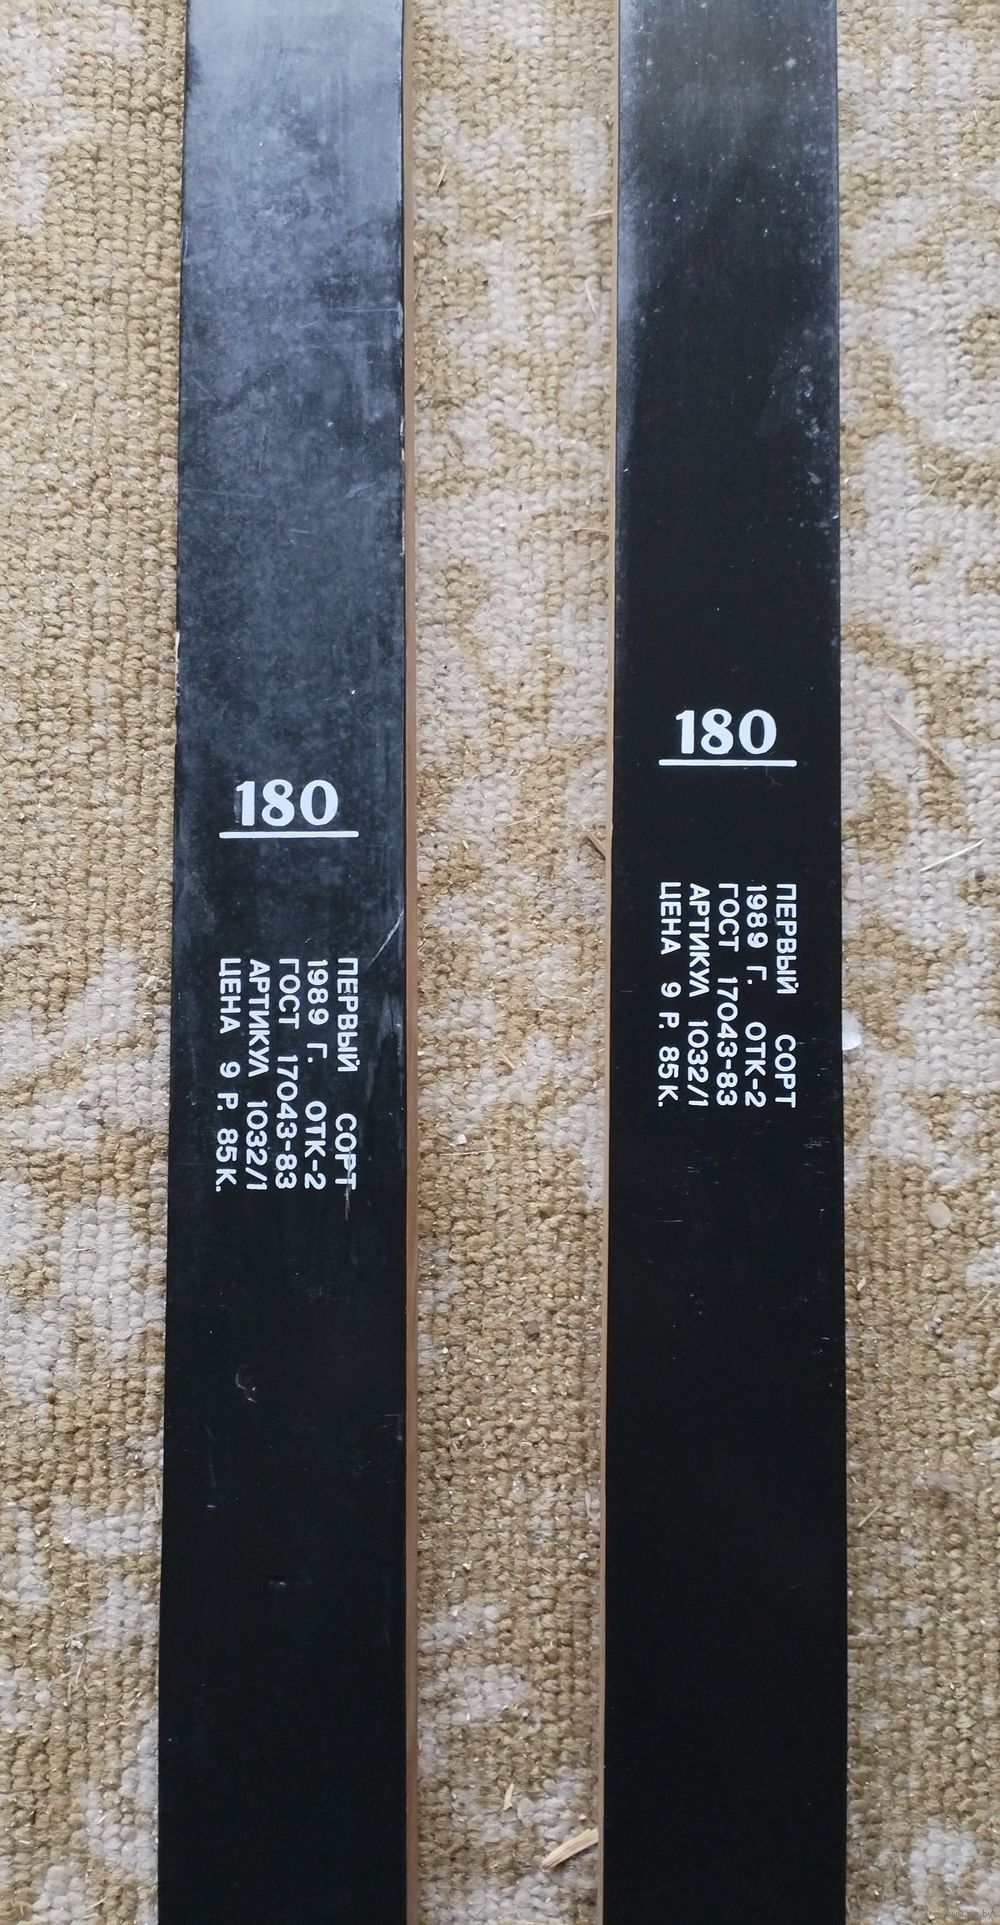 180
ПЕРВЫЙ СОРТ
1989 Г. ОТК-2
ГОСТ 17043-83
АРТИКУЛ 1032/1
ЦЕНА 9 Р. 85 К.
180
ПЕРВЫЙ СОРТ
1989 Г. ОТК-2
ГОСТ 17043-83
АРТИКУЛ 1032/1
ЦЕНА 9 Р. 85 К.